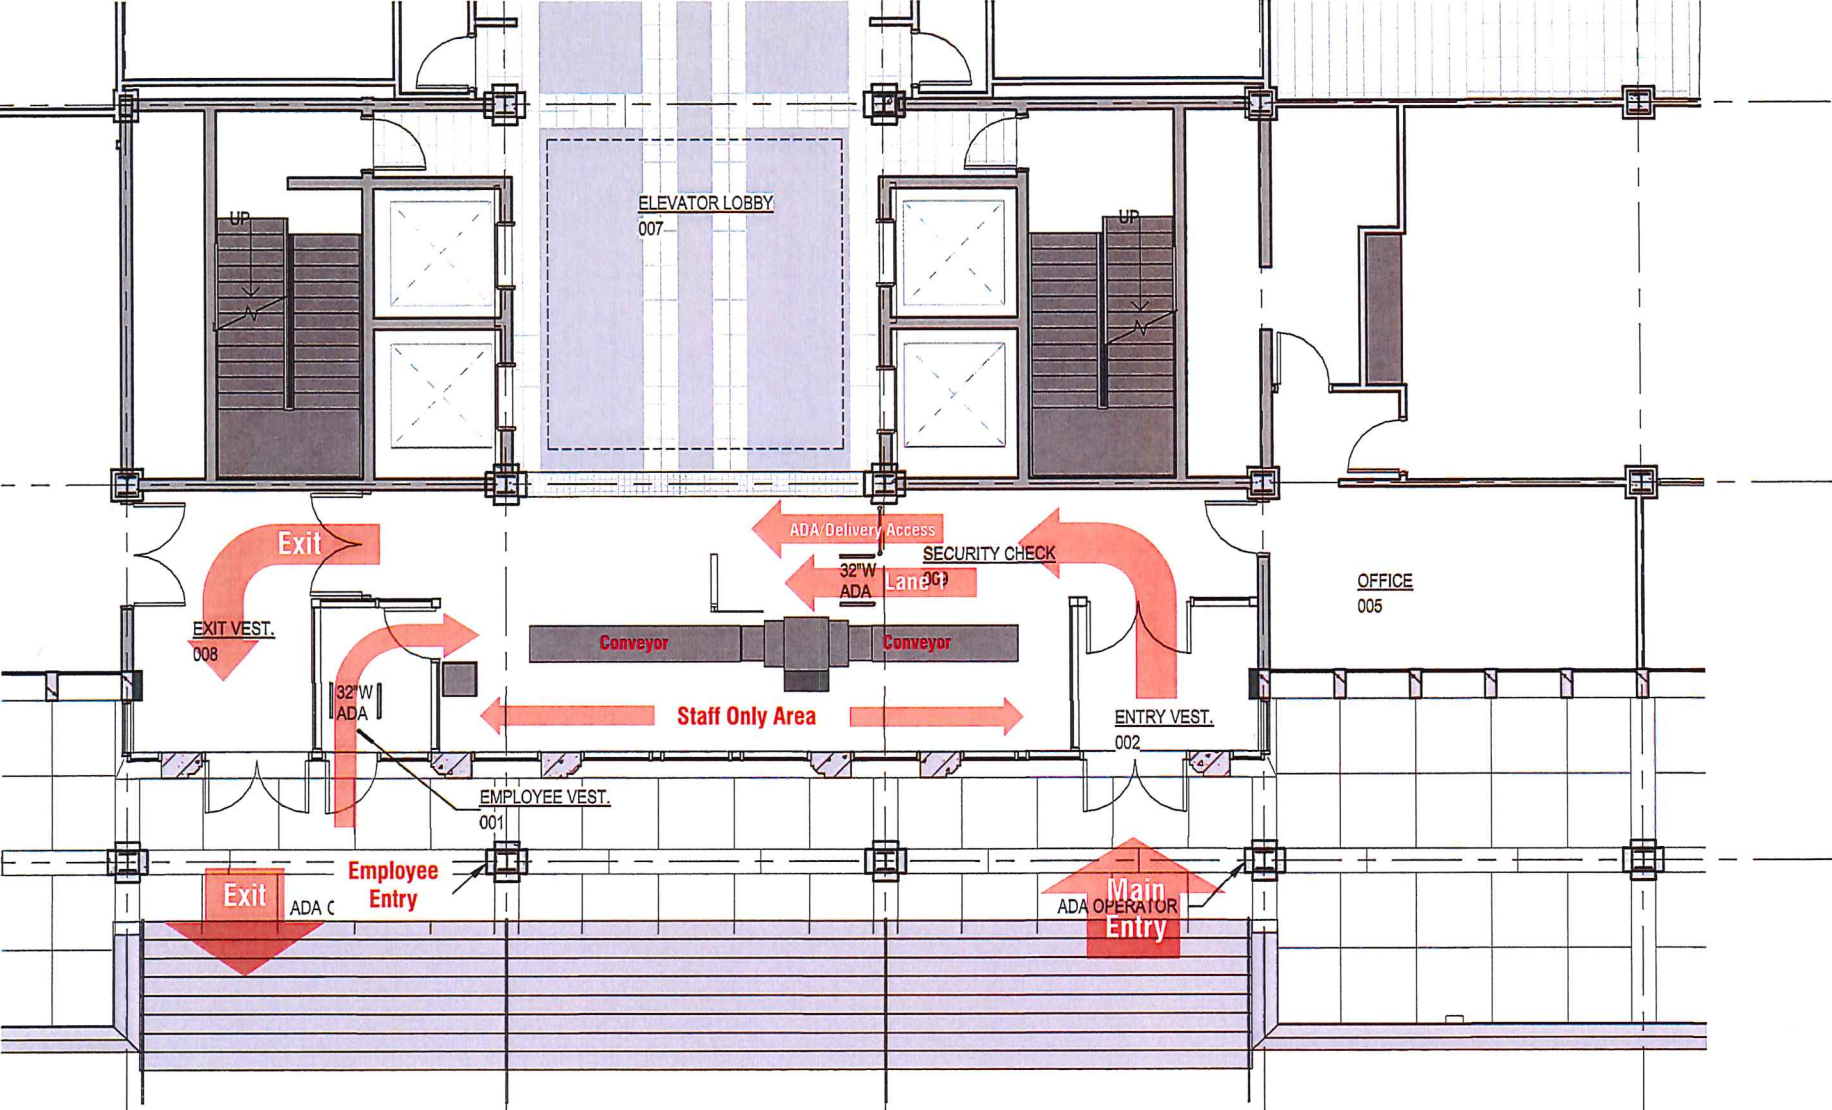 UP
ELEVATOR LOBBY
007
UP
Exit
ADA/Delivery Access
SECURITY CHECK
009
32"W
ADA
Lane 1
OFFICE
005
EXIT VEST.
008
Conveyor
Conveyor
32"W
ADA
Staff Only Area
ENTRY VEST.
002
EMPLOYEE VEST.
001
Employee
Entry
Exit
ADA C
Main
Entry
ADA OPERATOR